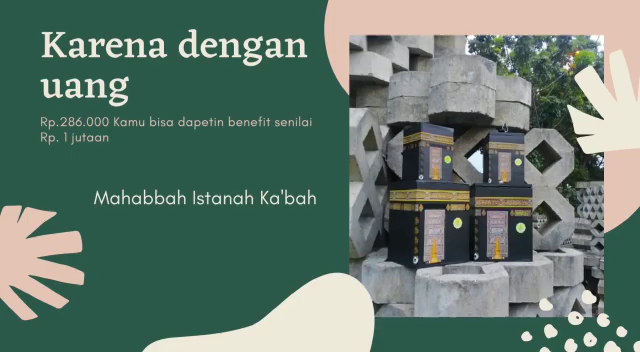 Karena dengan
uang
Rp.286.000 Kamu bisa dapetin benefit senilai
Rp. 1 jutaan
Mahabbah Istanah Ka'bah